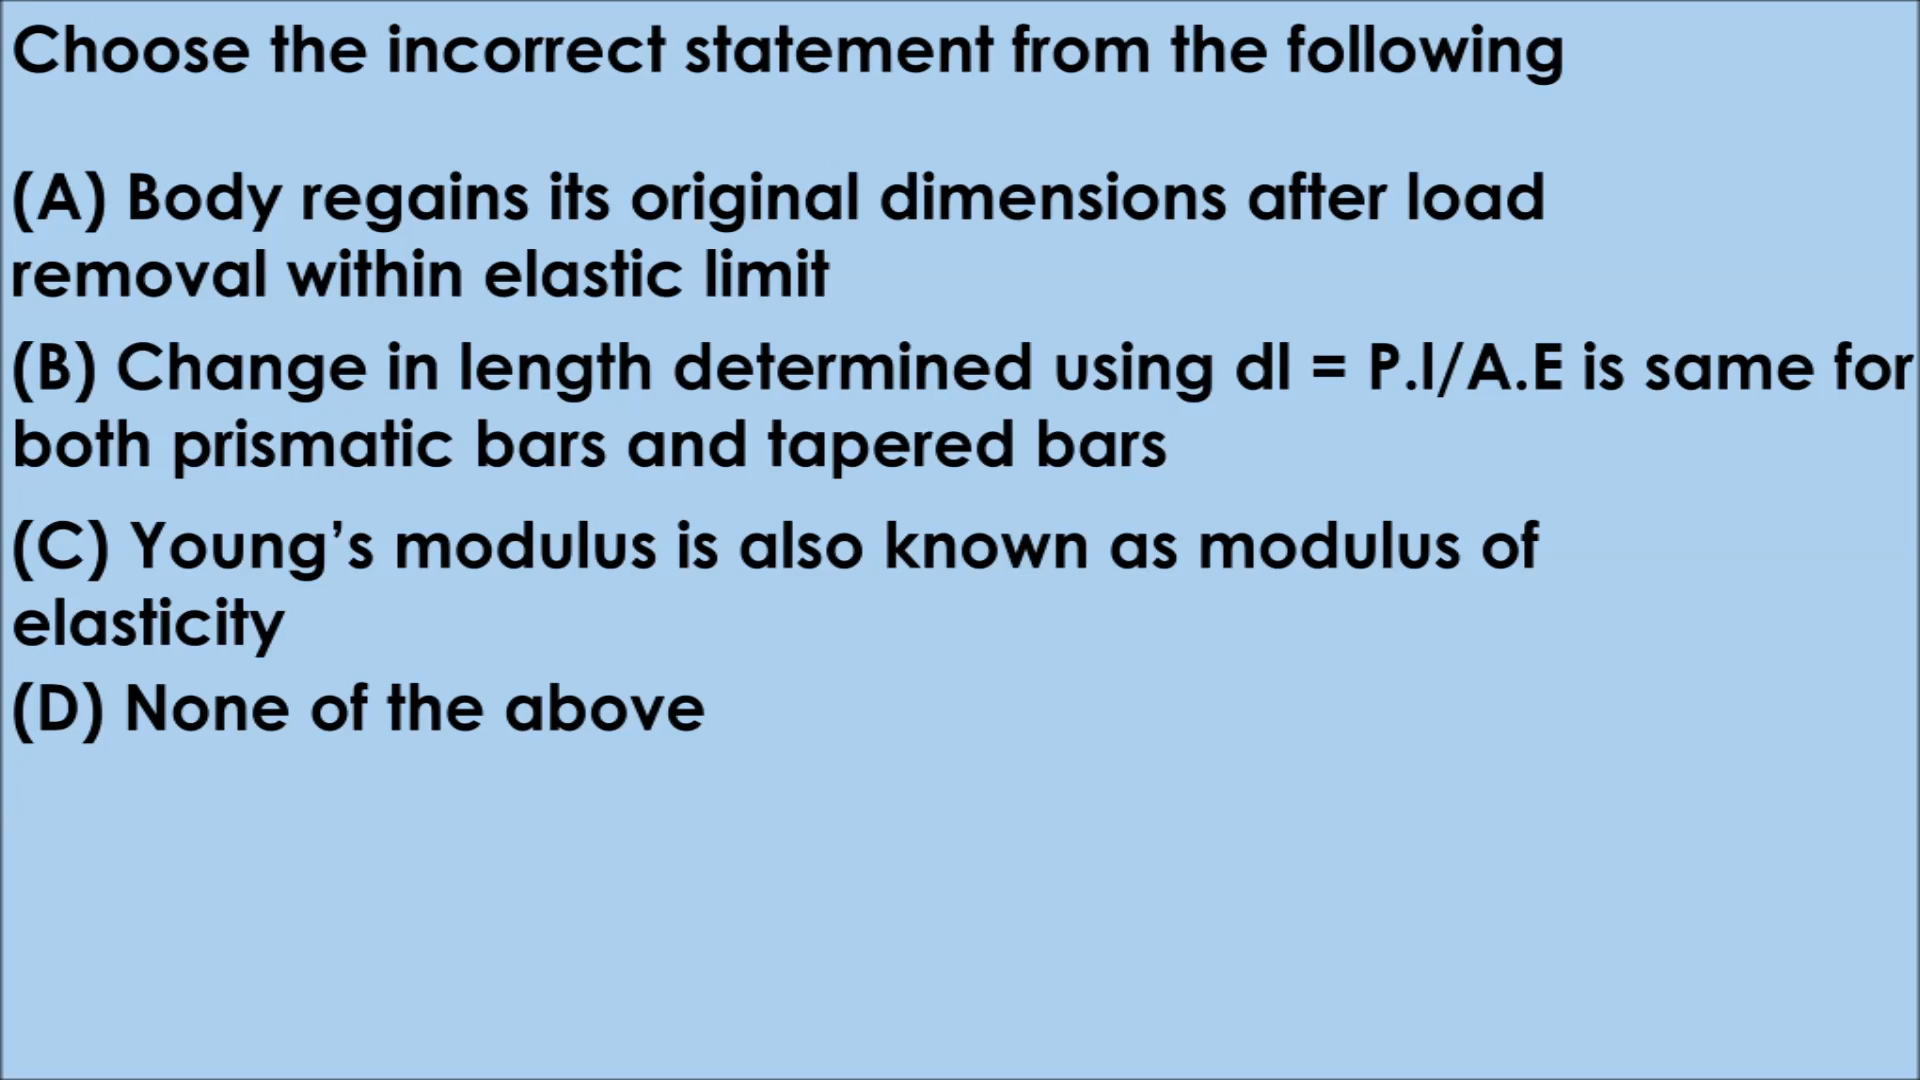 Choose the incorrect statement from the following
(A) Body regains its original dimensions after load
removal within elastic limit
(B) Change in length determined using dl = P.l/A.E is same for
both prismatic bars and tapered bars
(C) Young’s modulus is also known as modulus of
elasticity
(D) None of the above